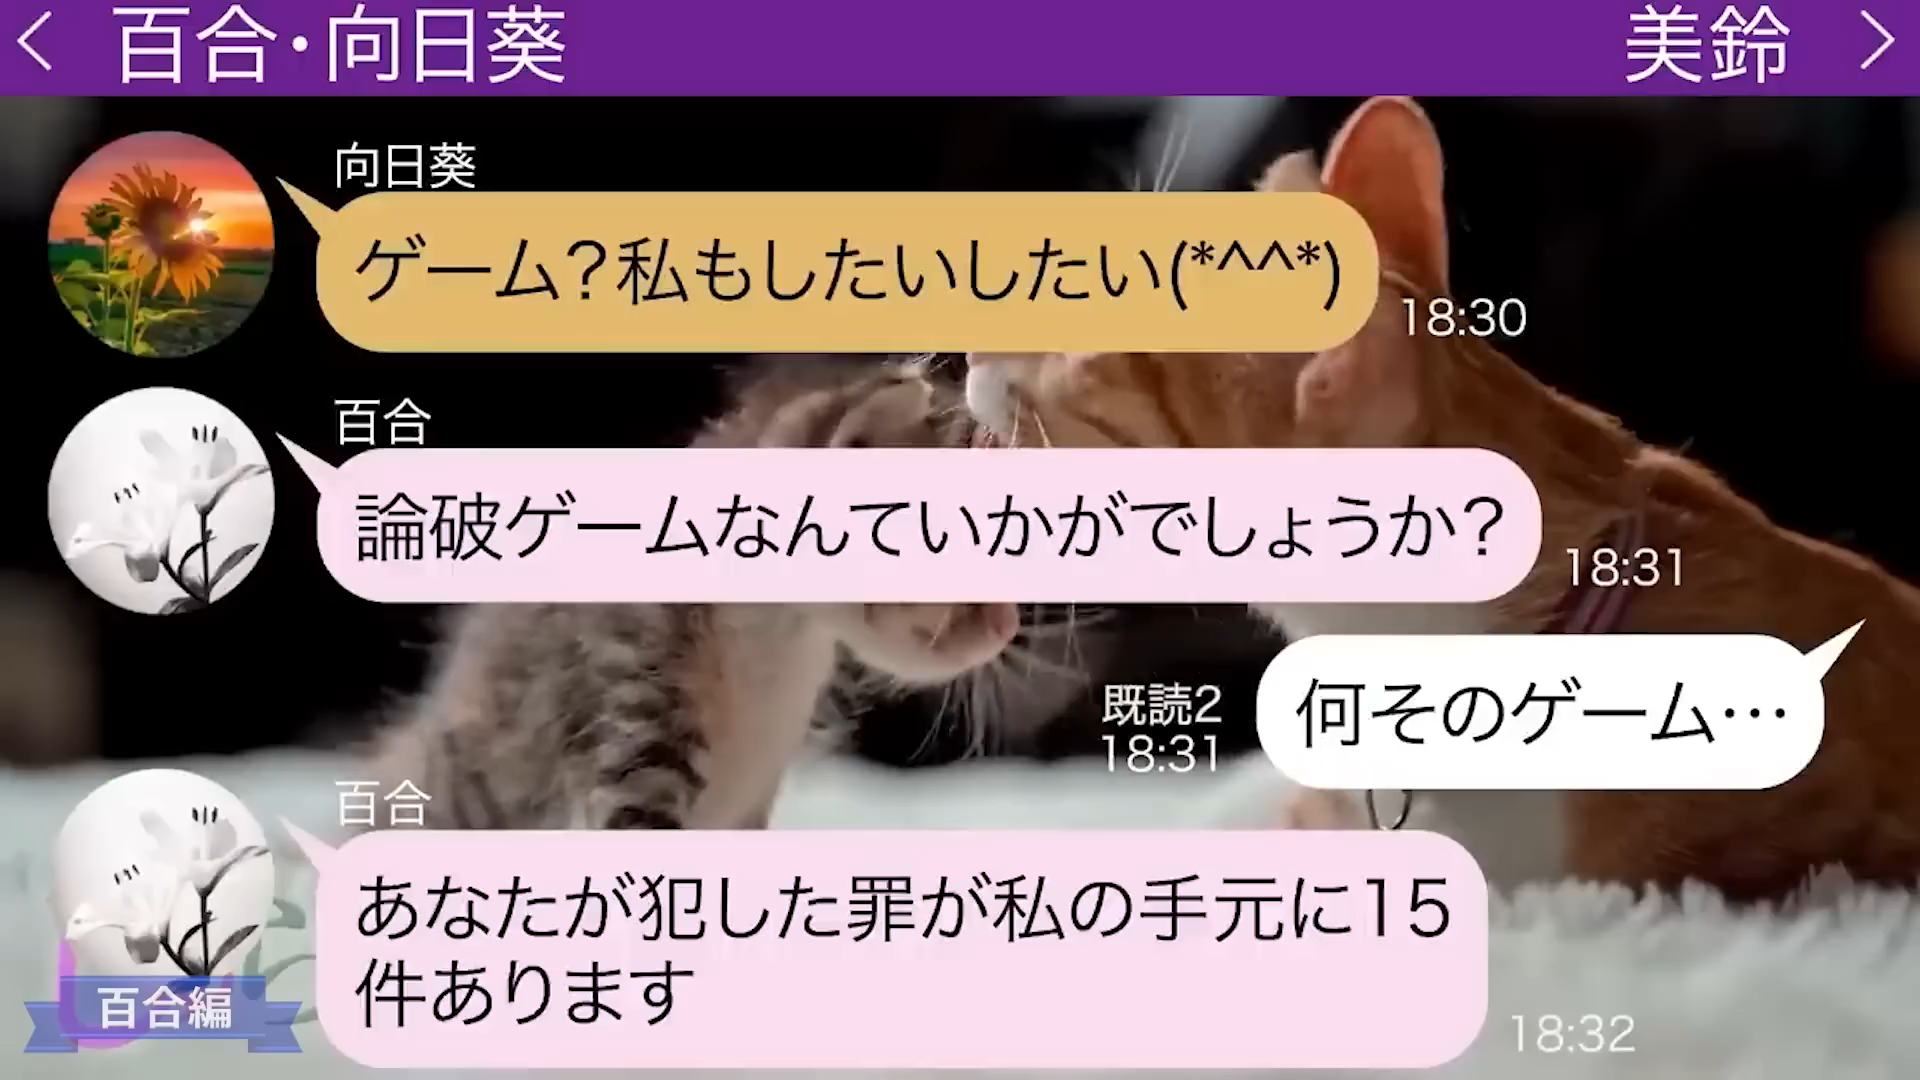 百合・向日葵
美鈴
向日葵
ゲーム?私もしたいしたい(*^^*)
18:30
百合
論破ゲームなんていかがでしょうか?
18:31
何そのゲーム…
既読2
18:31
百合
あなたが犯した罪が私の手元に15
件あります
18:32
百合編